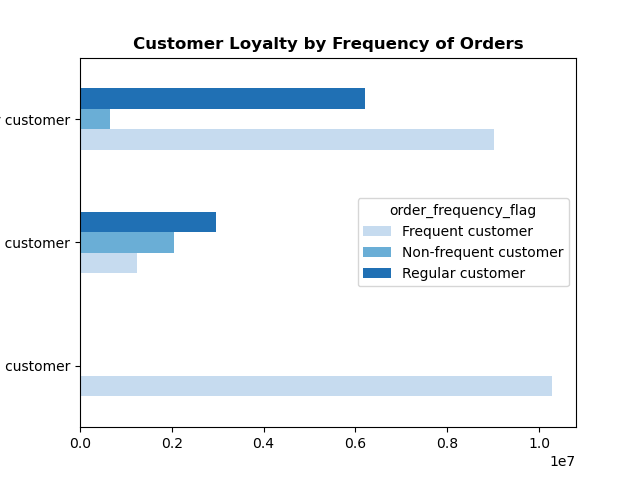 Customer Loyalty by Frequency of Orders
customer
customer
customer
order_frequency_flag
Frequent customer
Non-frequent customer
Regular customer
0.0 0.2 0.4 0.6 0.8 1.0
1e7